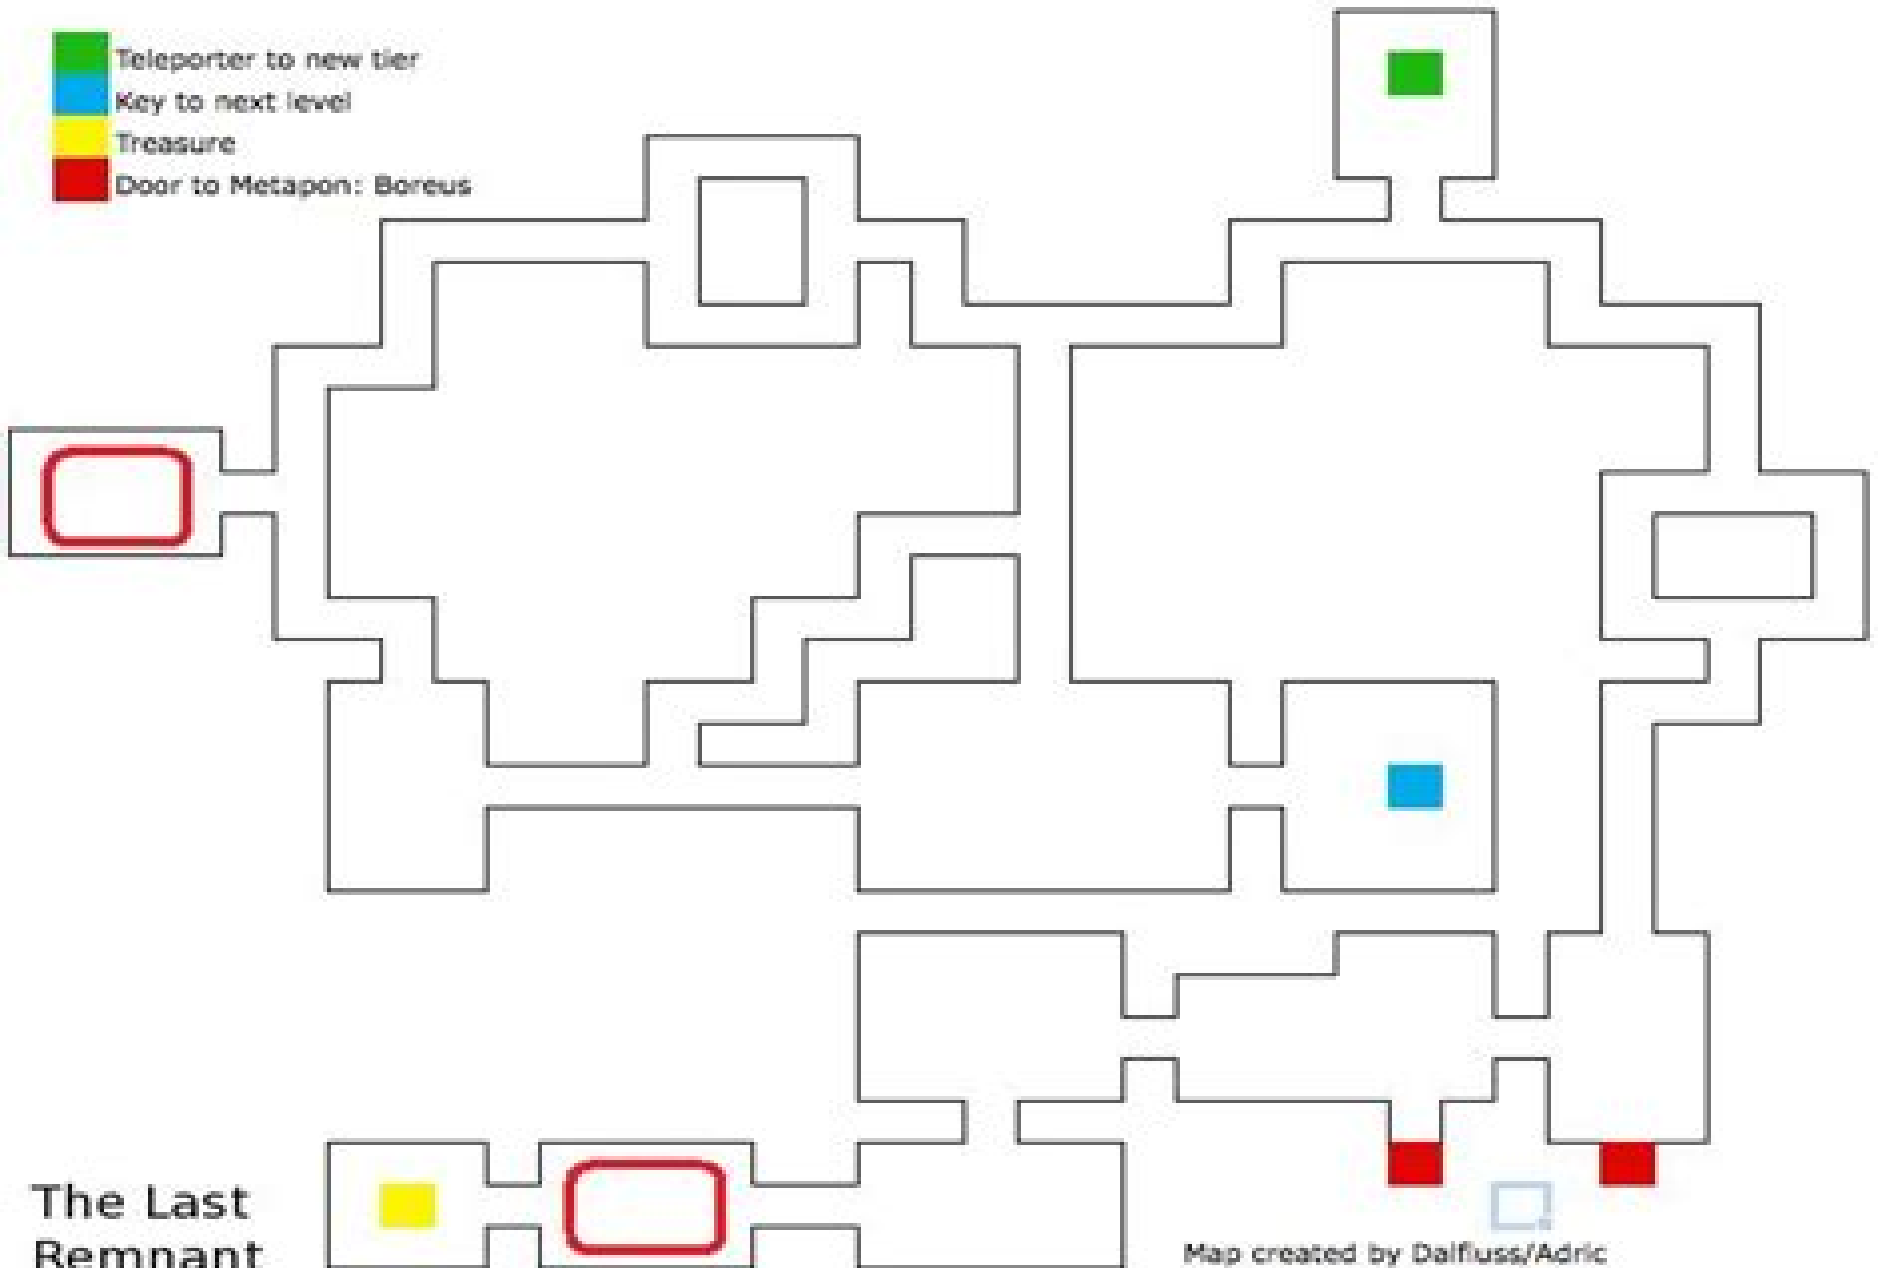 Teleporter to new tier
Key to next level
Treasure
Door to Metapon: Boreus
The Last
Remnant
Map created by Dalfluss/Adric